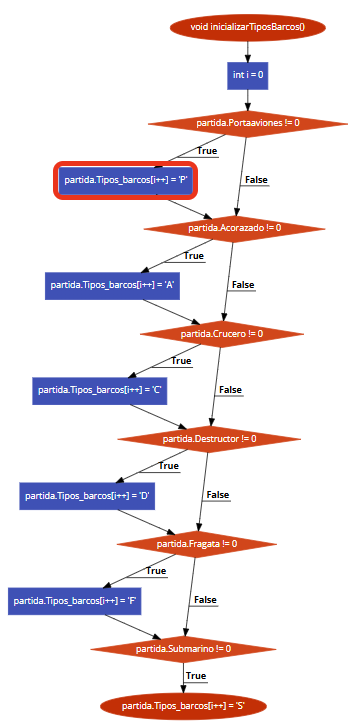 void inicializarTiposBarcos()
int i = 0
partida.Portaaviones != 0
True
False
partida.Tipos_barcos[i++] = 'P'
partida.Acorazado != 0
True
False
partida.Tipos_barcos[i++] = 'A'
partida.Crucero != 0
True
False
partida.Tipos_barcos[i++] = 'C'
partida.Destructor != 0
True
False
partida.Tipos_barcos[i++] = 'D'
partida.Fragata != 0
True
False
partida.Tipos_barcos[i++] = 'F'
partida.Submarino != 0
True
partida.Tipos_barcos[i++] = 'S'